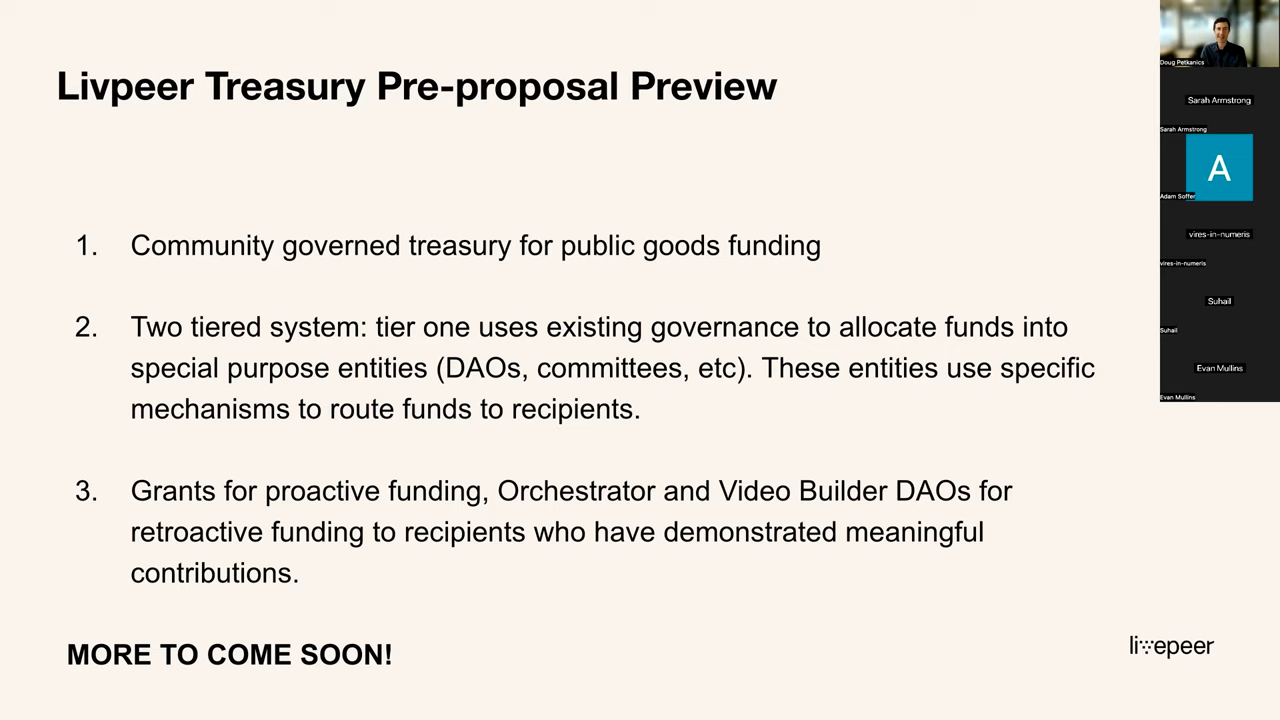 Livpeer Treasury Pre-proposal Preview
1. Community governed treasury for public goods funding
2. Two tiered system: tier one uses existing governance to allocate funds into
special purpose entities (DAOs, committees, etc). These entities use specific
mechanisms to route funds to recipients.
3. Grants for proactive funding, Orchestrator and Video Builder DAOs for
retroactive funding to recipients who have demonstrated meaningful
contributions.
MORE TO COME SOON!
livepeer
Doug Petkanics
Sarah Armstrong
Sarah Armstrong
A
Adam Soffer
vires-in-numeris
vires-in-numeris
Suhail
Suhail
Evan Mullins
Evan Mullins